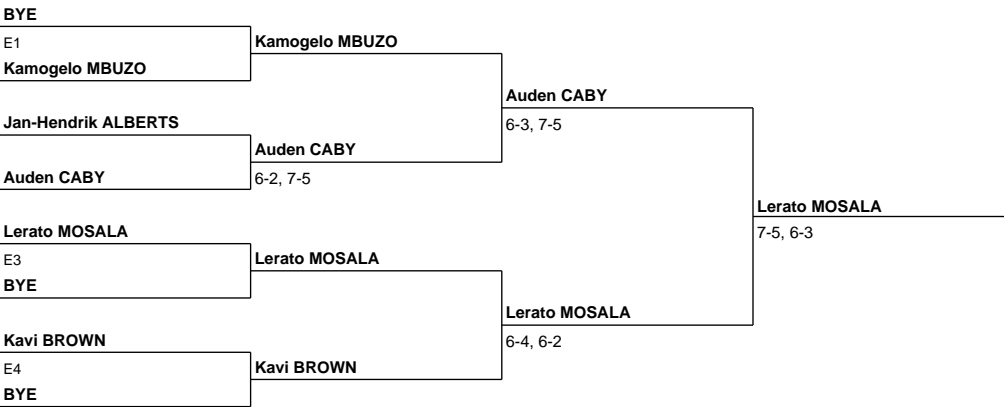 BYE
E1
Kamogelo MBUZO
Kamogelo MBUZO
Jan-Hendrik ALBERTS
Auden CABY
Auden CABY
6-2, 7-5
Auden CABY
6-3, 7-5
Lerato MOSALA
E3
BYE
Lerato MOSALA
Kavi BROWN
E4
BYE
Kavi BROWN
Lerato MOSALA
6-4, 6-2
Lerato MOSALA
7-5, 6-3